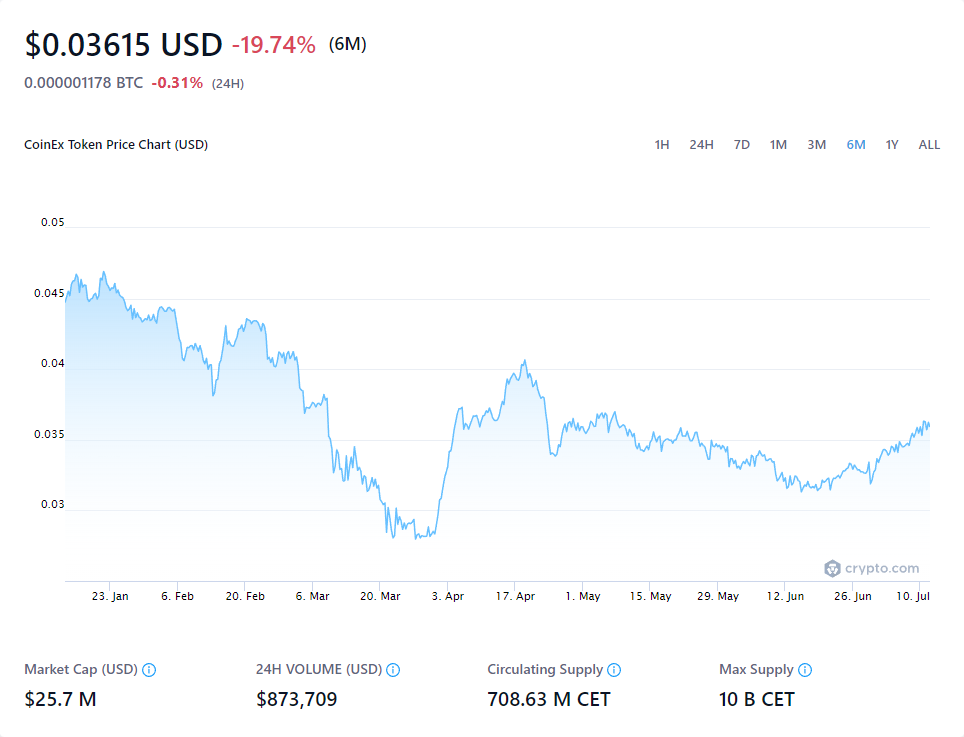 $0.03615 USD -19.74% (6M)
0.000001178 BTC -0.31% (24H)
CoinEx Token Price Chart (USD) 1H 24H 7D 1M 3M 6M 1Y ALL
0.05
0.045
0.04
0.035
0.03
crypto.com
23. Jan 6. Feb 20. Feb 6. Mar 20. Mar 3. Apr 17. Apr 1. May 15. May 29. May 12. Jun 26. Jun 10. Jul
Market Cap (USD) 24H VOLUME (USD) Circulating Supply Max Supply
$25.7 M $873,709 708.63 M CET 10 B CET